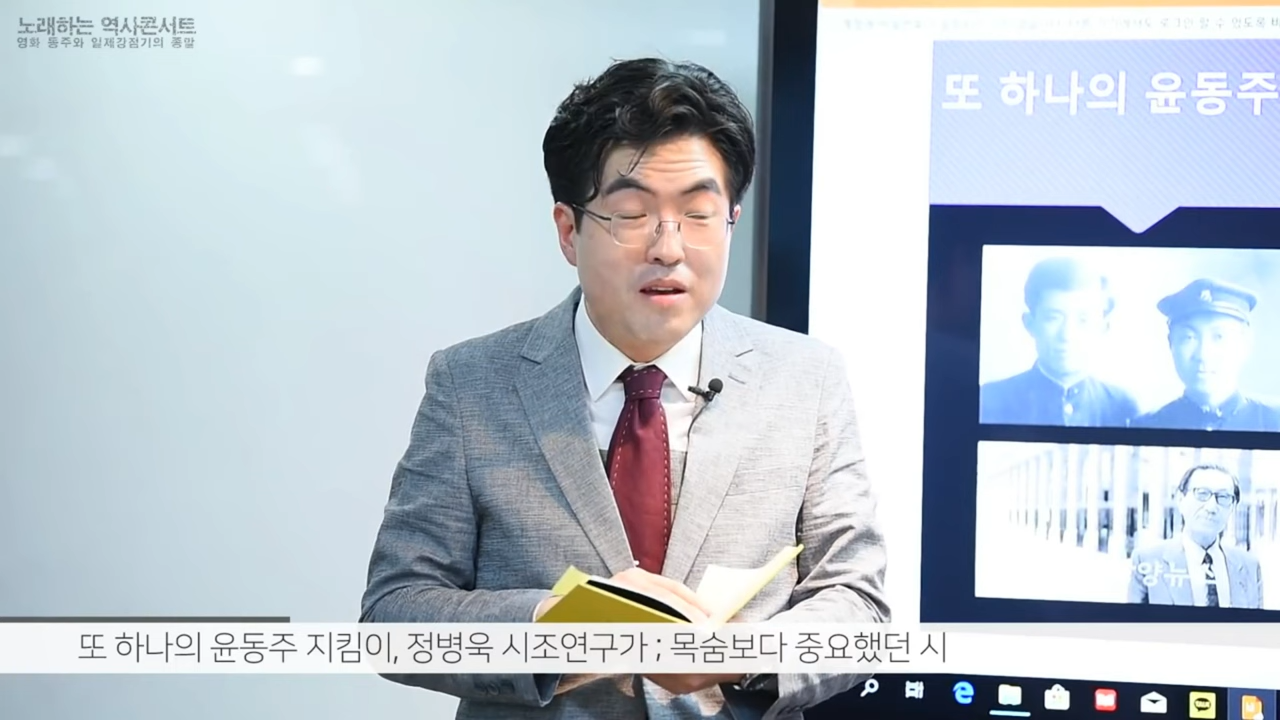 노래하는 역사콘서트
영화 동주와 일제강점기의 종말
또 하나의 윤동주
또 하나의 윤동주 지킴이, 정병욱 시조연구가 ; 목숨보다 중요했던 시